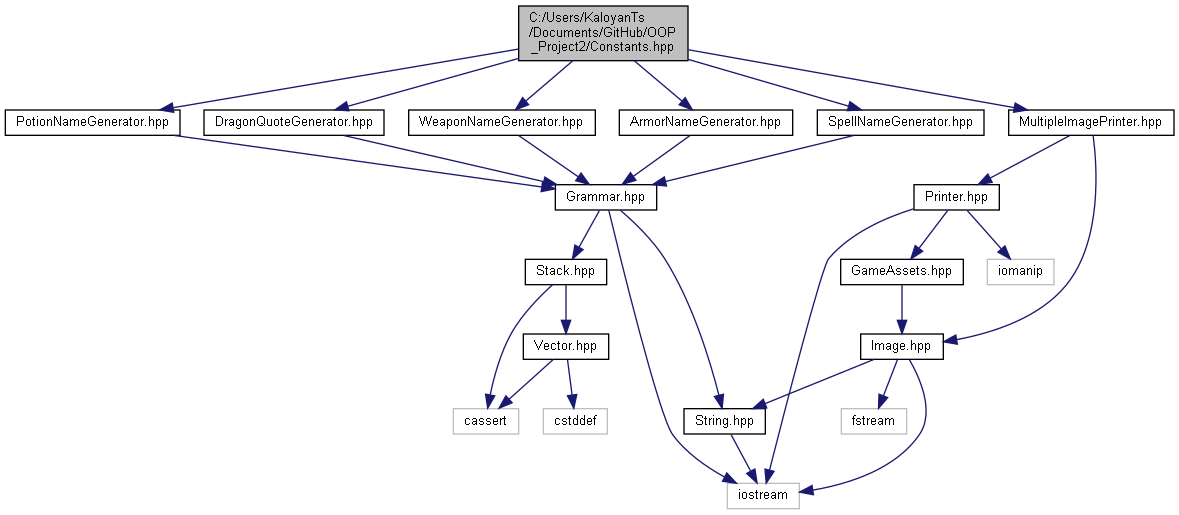 C:/Users/KaloyanTs
/Documents/GitHub/OOP
_Project2/Constants.hpp
PotionNameGenerator.hpp
DragonQuoteGenerator.hpp
WeaponNameGenerator.hpp
ArmorNameGenerator.hpp
SpellNameGenerator.hpp
MultipleImagePrinter.hpp
Grammar.hpp
Printer.hpp
Stack.hpp
GameAssets.hpp
iomanip
Vector.hpp
Image.hpp
cassert
cstddef
String.hpp
fstream
iostream